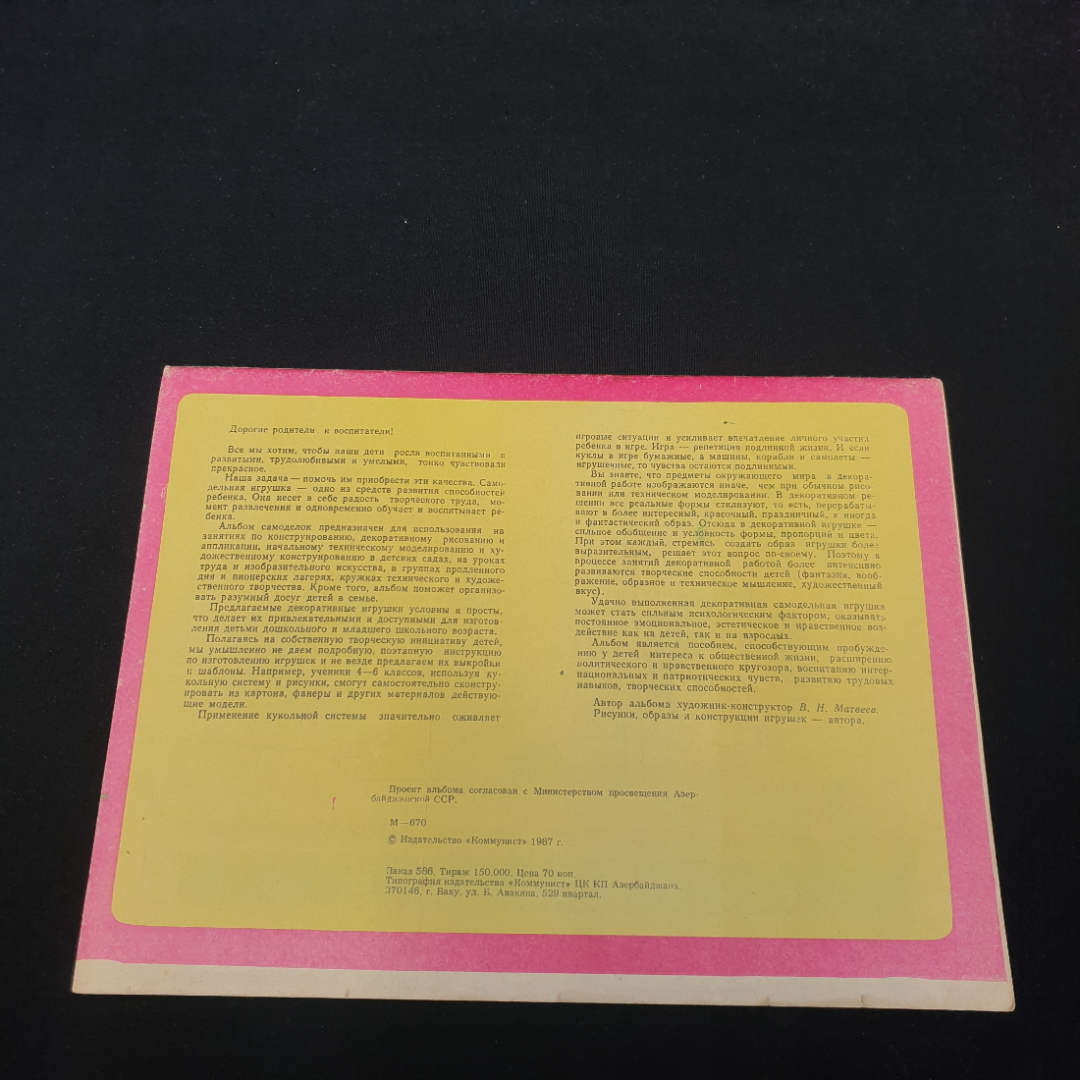 Дорогие родители и воспитатели!
Все мы хотим, чтобы наши дети росли воспитанными и
развитыми, трудолюбивыми и умелыми, тонко чувствовали
прекрасное.
Наша задача — помочь им приобрести эти качества. Само-
дельная игрушка — одно из средств развития способностей
ребенка. Она несет в себе радость творческого труда, мо-
мент развлечения и одновременно обучает и воспитывает ре-
бенка.
Альбом самоделок предназначен для использования на
занятиях по конструированию, декоративному рисованию и
аппликации, начальному техническому моделированию и ху-
дожественному конструированию в детских садах, на уроках
труда и изобразительного искусства, в группах продленного
дня и пионерских лагерях, кружках технического и художе-
ственного творчества. Кроме того, альбом поможет организо-
вать разумный досуг детей в семье.
Предлагаемые декоративные игрушки условны и просты,
что делает их привлекательными и доступными для изготов-
ления детьми дошкольного и младшего школьного возраста.
Полагаясь на собственную творческую инициативу детей,
мы умышленно не даем подробную, поэтапную инструкцию
по изготовлению игрушек и не везде предлагаем их выкройки
и шаблоны. Например, ученики 4—6 классов, используя ку-
кольную систему и рисунки, смогут самостоятельно сконстру-
ировать из картона, фанеры и других материалов действую-
щие модели.
Применение кукольной системы значительно оживляет
игровые ситуации и усиливает впечатление личного участия
ребенка в игре. Игра — репетиция подлинной жизни. И если
куклы в игре бумажные, а машины, корабли и самолеты —
игрушечные, то чувства остаются подлинными.
Вы знаете, что предметы окружающего мира в декора-
тивной работе изображаются иначе, чем при обычном рисо-
вании или техническом моделировании. В декоративном ре-
шении все реальные формы стилизуют, то есть, перерабаты-
вают в более интересный, красочный, праздничный, а иногда
и фантастический образ. Отсюда в декоративной игрушке —
сильное обобщение и условность формы, пропорций и цвета.
При этом каждый, стремясь создать образ игрушки более
выразительным, решает этот вопрос по-своему. Поэтому в
процессе занятий декоративной работой более интенсивно
развиваются творческие способности детей (фантазия, вооб-
ражение, образное и техническое мышление, художественный
вкус).
Удачно выполненная декоративная самодельная игрушка
может стать сильным психологическим фактором, оказывать
постоянное эмоциональное, эстетическое и нравственное воз-
действие как на детей, так и на взрослых.
Альбом является пособием, способствующим пробужде-
нию у детей интереса к общественной жизни, расширению
политического и нравственного кругозора, воспитанию интер-
национальных и патриотических чувств, развитию трудовых
навыков, творческих способностей.
Автор альбома художник-конструктор В. Н. Матвеев.
Рисунки, образы и конструкции игрушек — автора.
Проект альбома согласован с Министерством просвещения Азер-
байджанской ССР.
М—670
© Издательство «Коммунист» 1987 г.
Заказ 586. Тираж 150.000. Цена 70 коп.
Типография издательства «Коммунист» ЦК КП Азербайджана.
370146, г. Баку, ул. Б. Авакяна, 529 квартал.